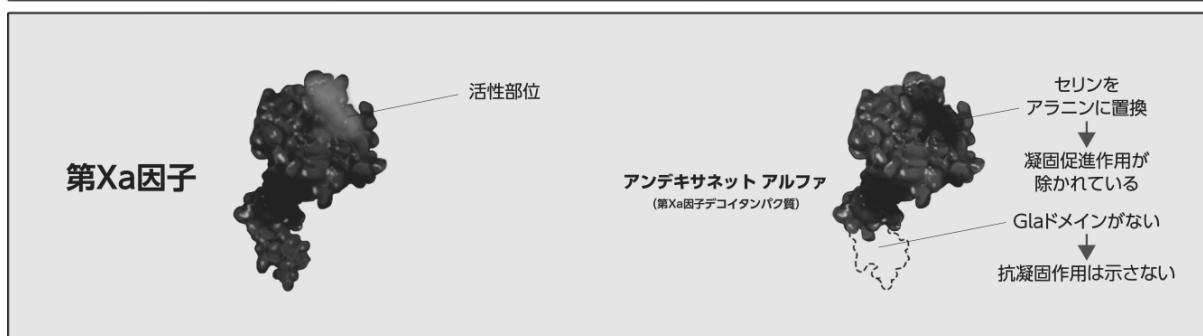 第Xa因子
活性部位
アンデキサネット アルファ
（第Xa因子デコイタンパク質）
セリンを
アラニンに置換
凝固促進作用が
除かれている
Glaドメインがない
抗凝固作用は示さない